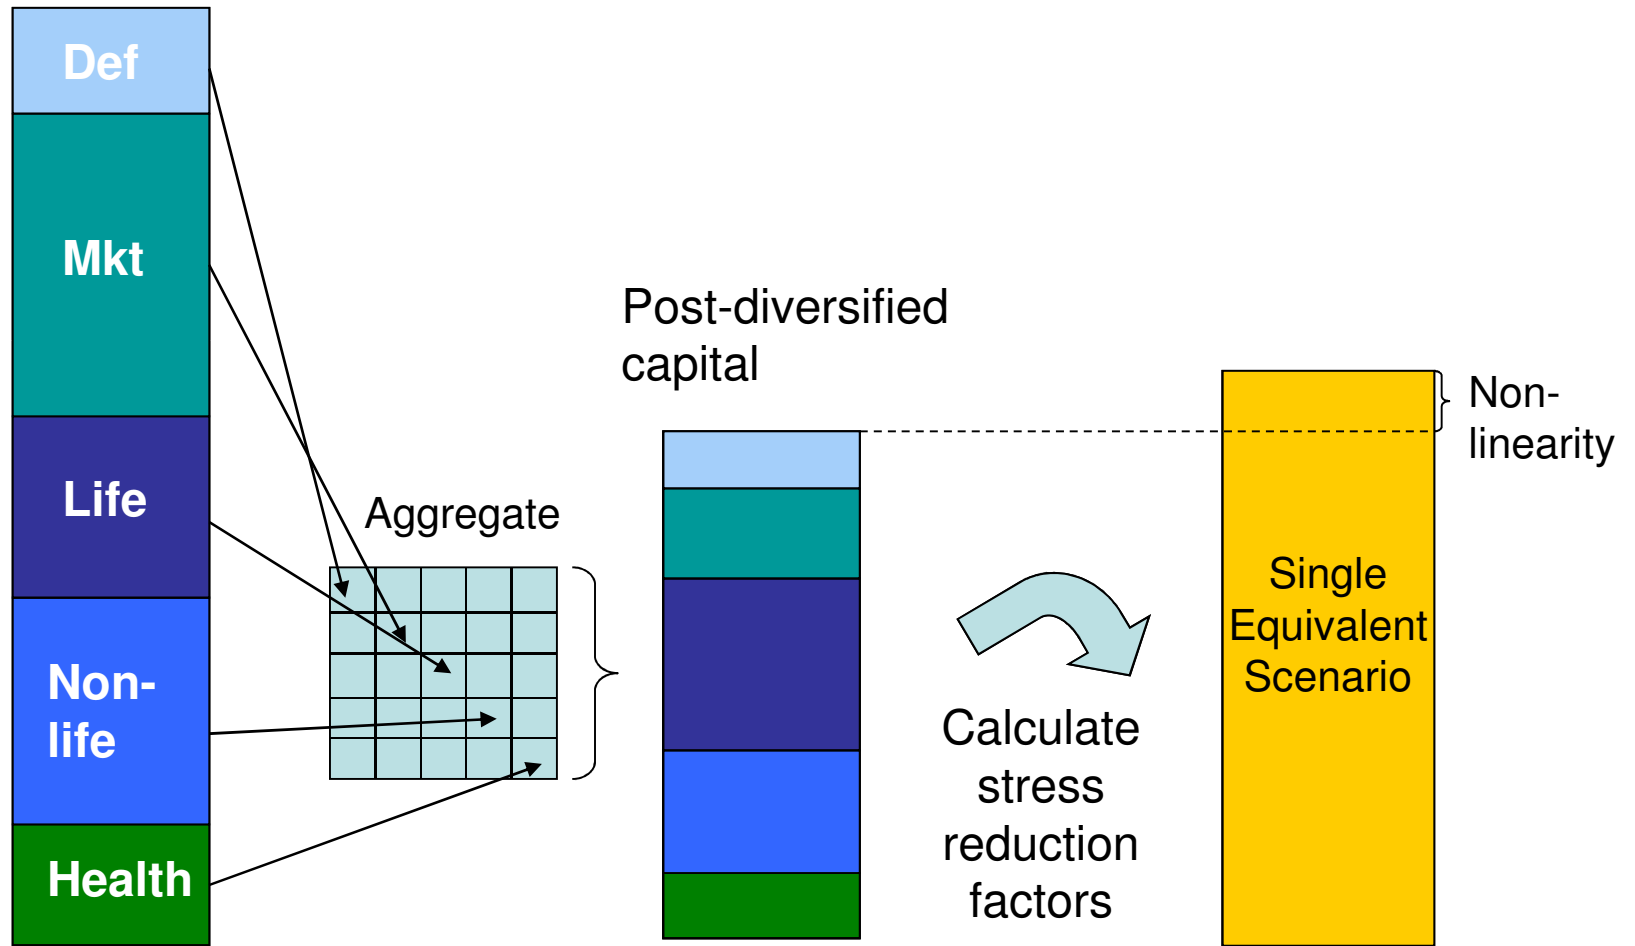 Def
Mkt
Life
Non-
life
Health
Aggregate
Post-diversified
capital
Calculate
stress
reduction
factors
Single
Equivalent
Scenario
Non-
linearity